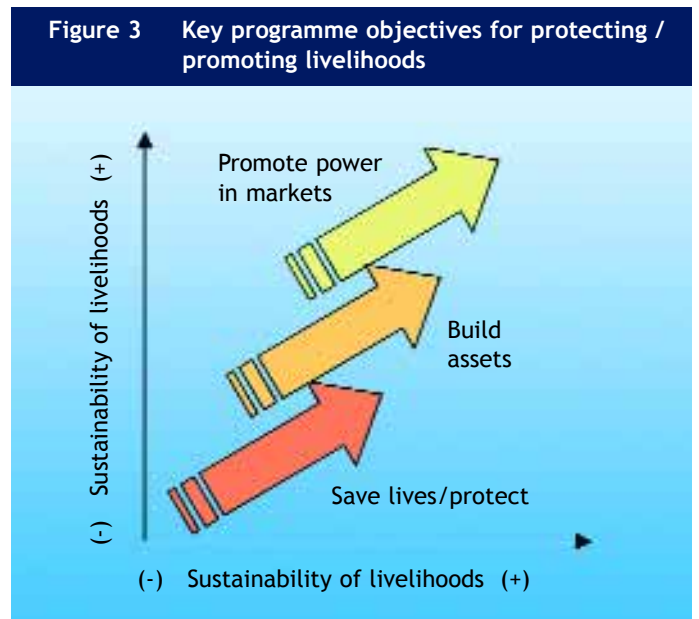 Figure 3 Key programme objectives for protecting /
promoting livelihoods
Promote power
in markets
Build
assets
Save lives/protect
(-) Sustainability of livelihoods (+)
(-) Sustainability of livelihoods (+)